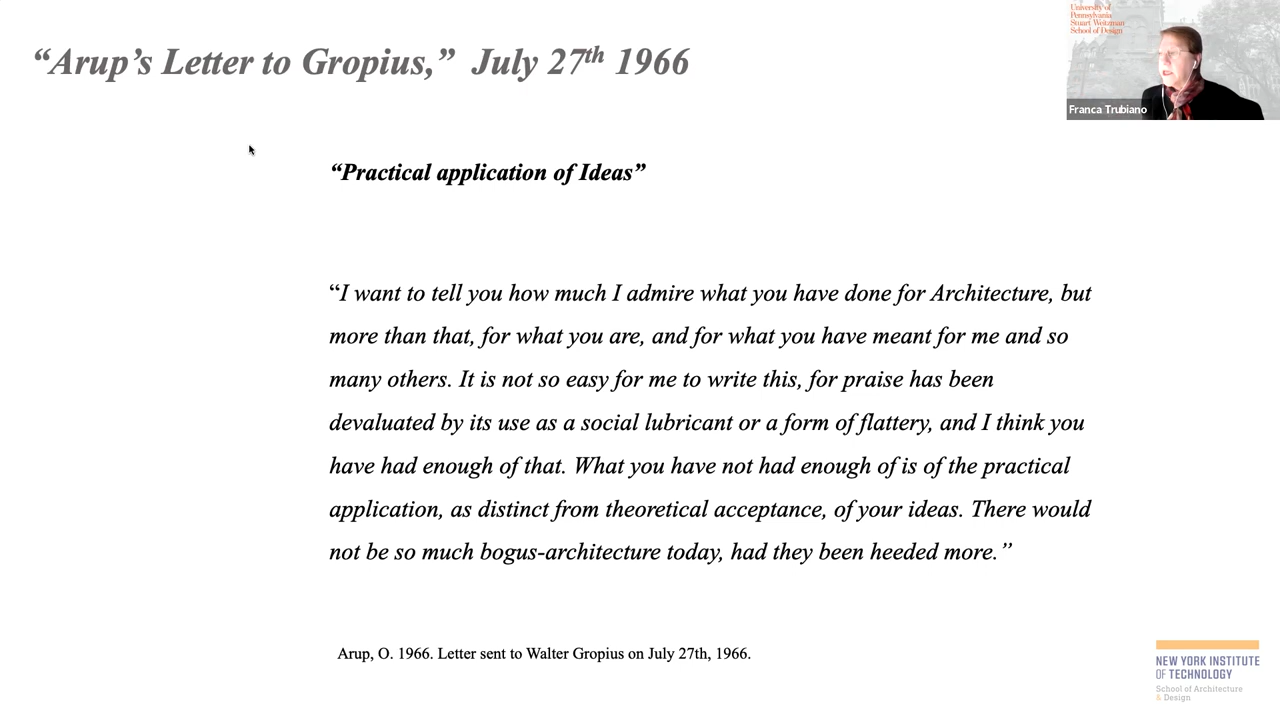 “Arup’s Letter to Gropius,” July 27th 1966
University of
Pennsylvania
Stuart Weitzman
School of Design
Franca Trubiano
“Practical application of Ideas”
“I want to tell you how much I admire what you have done for Architecture, but
more than that, for what you are, and for what you have meant for me and so
many others. It is not so easy for me to write this, for praise has been
devaluated by its use as a social lubricant or a form of flattery, and I think you
have had enough of that. What you have not had enough of is of the practical
application, as distinct from theoretical acceptance, of your ideas. There would
not be so much bogus-architecture today, had they been heeded more.”
Arup, O. 1966. Letter sent to Walter Gropius on July 27th, 1966.
NEW YORK INSTITUTE
OF TECHNOLOGY
School of Architecture
& Design